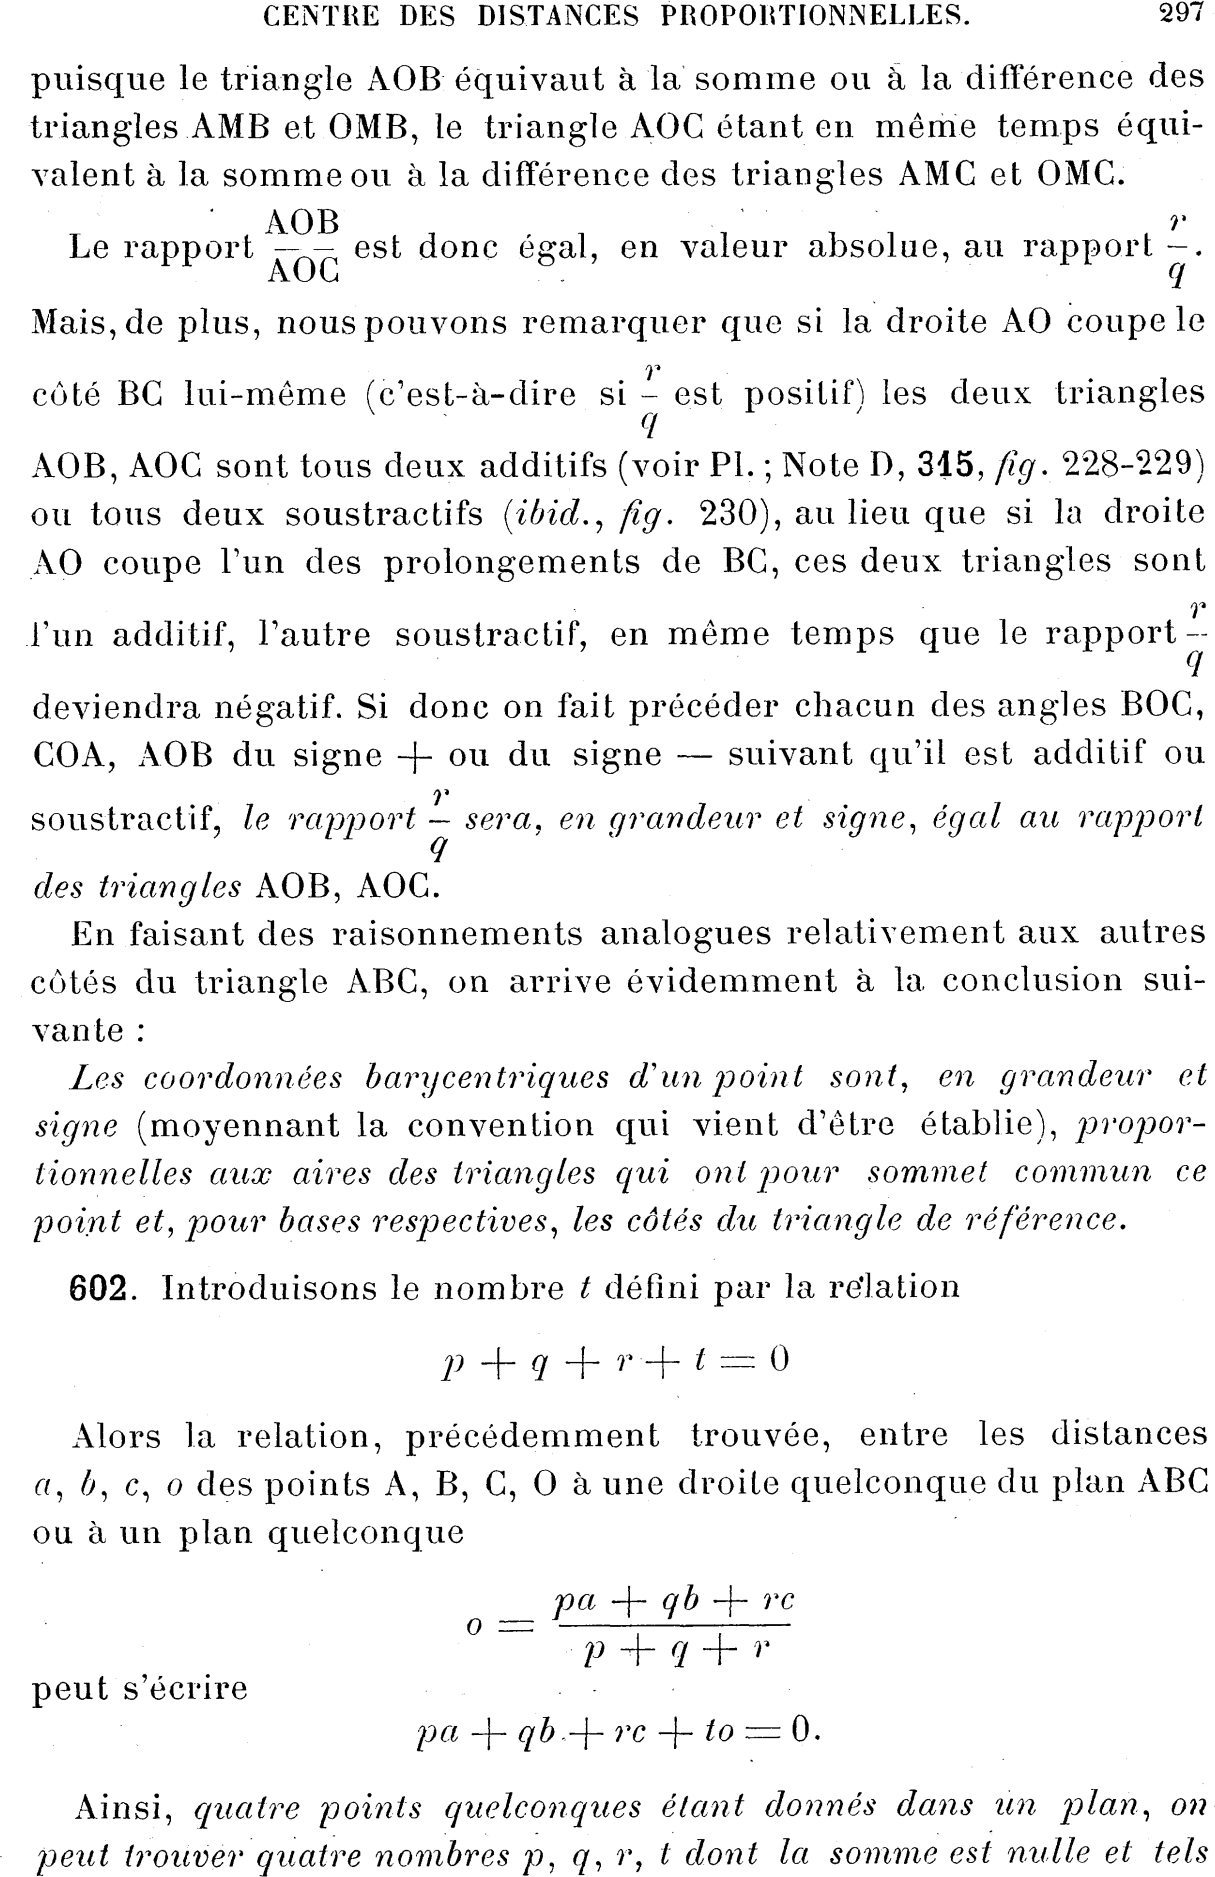 CENTRE DES DISTANCES PROPORTIONNELLES. 297
puisque le triangle AOB équivaut à la somme ou à la différence des
triangles AMB et OMB, le triangle AOC étant en même temps équi-
valent à la somme ou à la différence des triangles AMC et OMC.
Le rapport AOB/AOC est donc égal, en valeur absolue, au rapport r/q.
Mais, de plus, nous pouvons remarquer que si la droite AO coupe le
côté BC lui-même (c'est-à-dire si r/q est positif) les deux triangles
AOB, AOC sont tous deux additifs (voir Pl. ; Note D, 315, fig. 228-229)
ou tous deux soustractifs (ibid., fig. 230), au lieu que si la droite
AO coupe l'un des prolongements de BC, ces deux triangles sont
l'un additif, l'autre soustractif, en même temps que le rapport r/q
deviendra négatif. Si donc on fait précéder chacun des angles BOC,
COA, AOB du signe + ou du signe — suivant qu'il est additif ou
soustractif, le rapport r/q sera, en grandeur et signe, égal au rapport
des triangles AOB, AOC.
En faisant des raisonnements analogues relativement aux autres
côtés du triangle ABC, on arrive évidemment à la conclusion sui-
vante :
Les coordonnées barycentriques d'un point sont, en grandeur et
signe (moyennant la convention qui vient d'être établie), propor-
tionnelles aux aires des triangles qui ont pour sommet commun ce
point et, pour bases respectives, les côtés du triangle de référence.
602. Introduisons le nombre t défini par la relation
p + q + r + t = 0
Alors la relation, précédemment trouvée, entre les distances
a, b, c, o des points A, B, C, O à une droite quelconque du plan ABC
ou à un plan quelconque
o = (pa + qb + rc)/(p + q + r)
peut s'écrire
pa + qb + rc + to = 0.
Ainsi, quatre points quelconques étant donnés dans un plan, on
peut trouver quatre nombres p, q, r, t dont la somme est nulle et tels